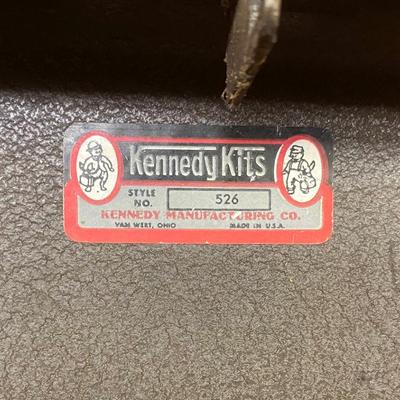 Kennedy Kits
STYLE NO. 526
KENNEDY MANUFACTURING CO.
VAN WERT, OHIO MADE IN U.S.A.